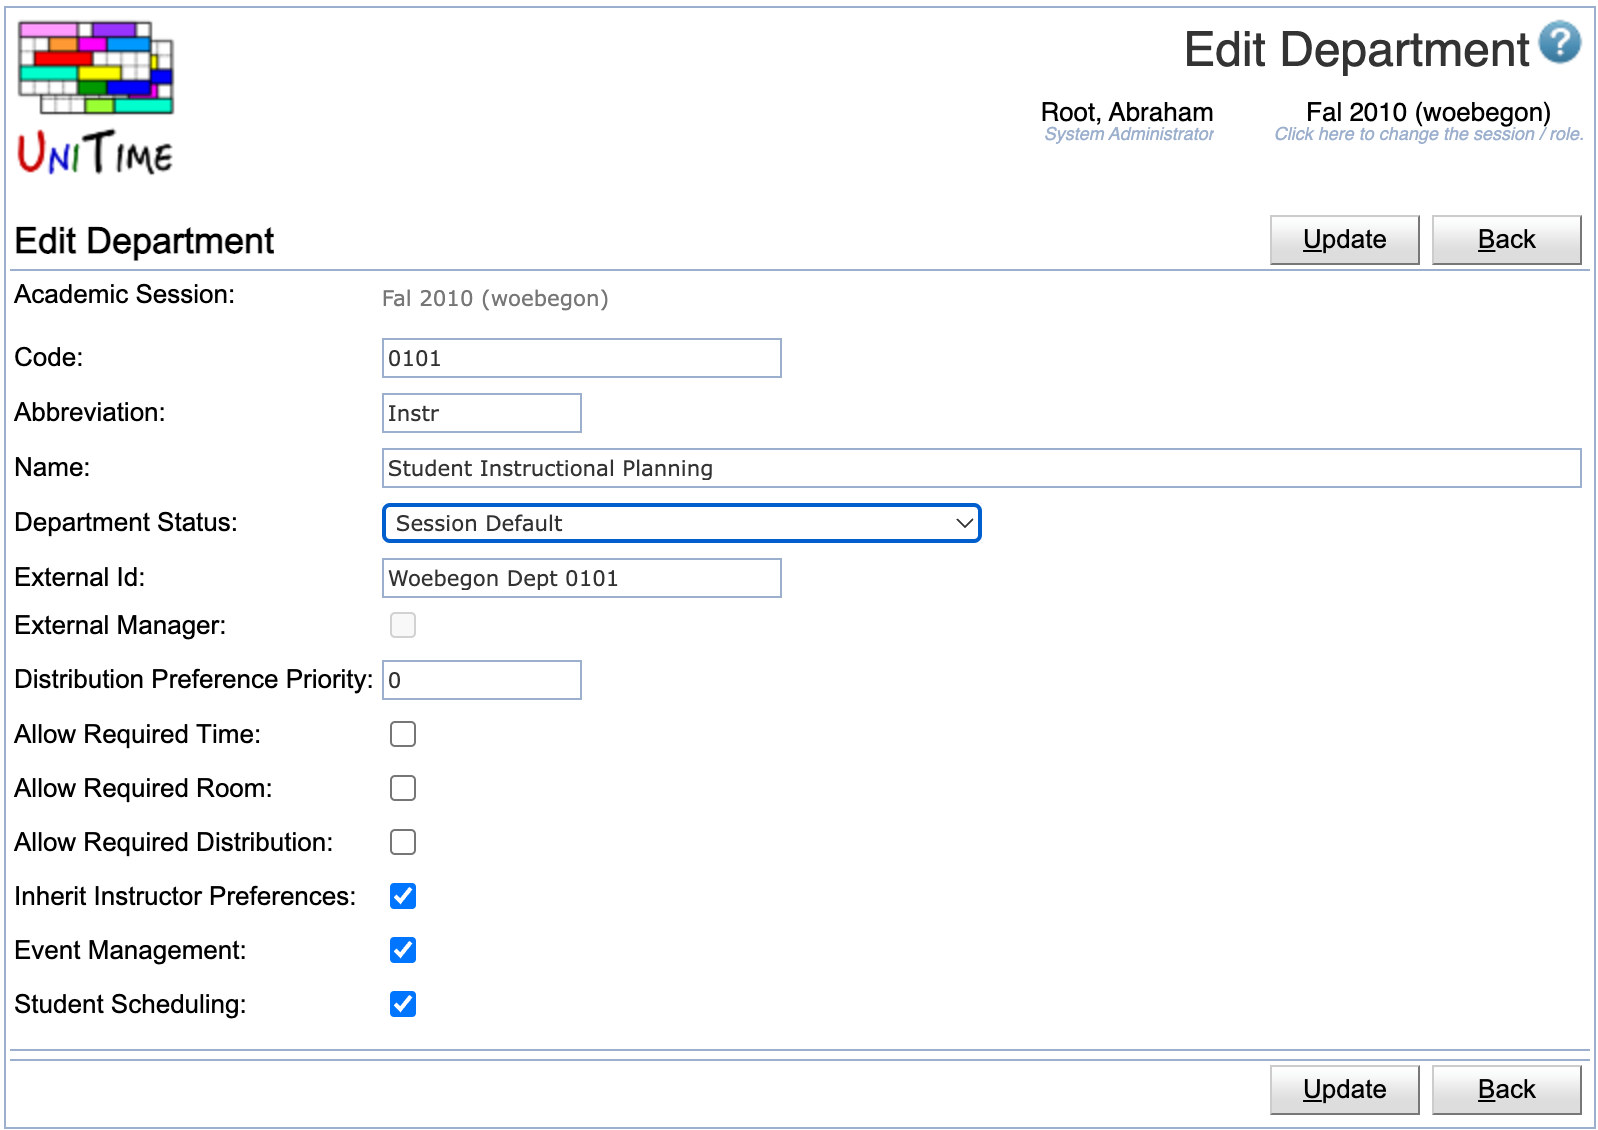 Edit Department
?
Root, Abraham
System Administrator
Fal 2010 (woebegon)
Click here to change the session / role.
UniTime
Edit Department
Update
Back
Academic Session: Fal 2010 (woebegon)
Code: 0101
Abbreviation: Instr
Name: Student Instructional Planning
Department Status: Session Default
External Id: Woebegon Dept 0101
External Manager:
Distribution Preference Priority: 0
Allow Required Time:
Allow Required Room:
Allow Required Distribution:
Inherit Instructor Preferences:
Event Management:
Student Scheduling:
Update
Back